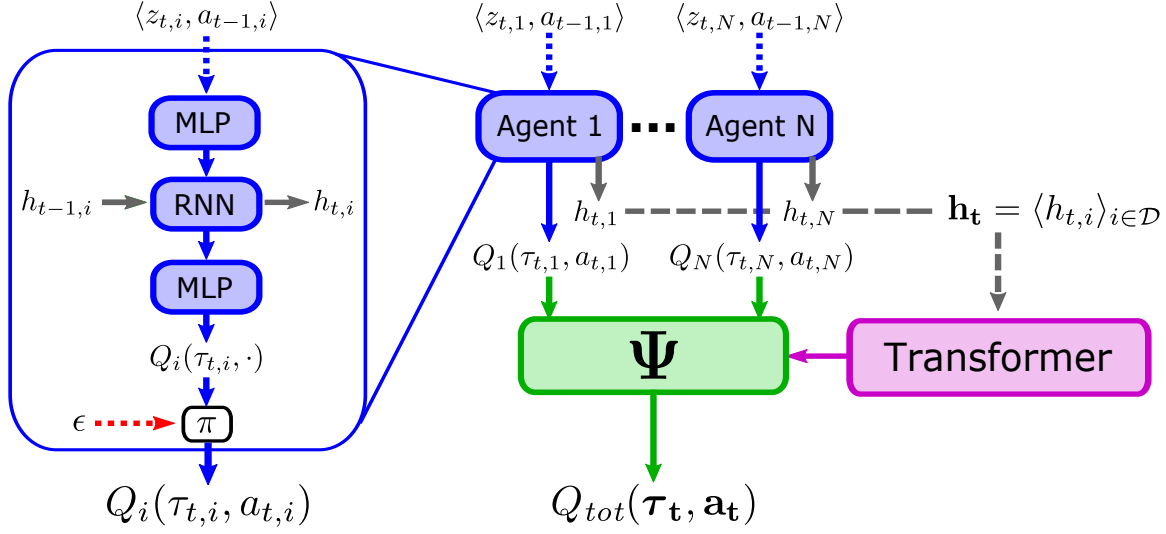 ⟨z_{t,i}, a_{t−1,i}⟩
MLP
h_{t−1,i}
RNN
h_{t,i}
MLP
Q_i(τ_{t,i}, ·)
ϵ
π
Q_i(τ_{t,i}, a_{t,i})
⟨z_{t,1}, a_{t−1,1}⟩ ⟨z_{t,N}, a_{t−1,N}⟩
Agent 1 ... Agent N
h_{t,1} h_{t,N} 𝐡_𝐭 = ⟨h_{t,i}⟩_{i∈𝒟}
Q_1(τ_{t,1}, a_{t,1}) Q_N(τ_{t,N}, a_{t,N})
Ψ Transformer
Q_{tot}(𝛕_𝐭, 𝐚_𝐭)